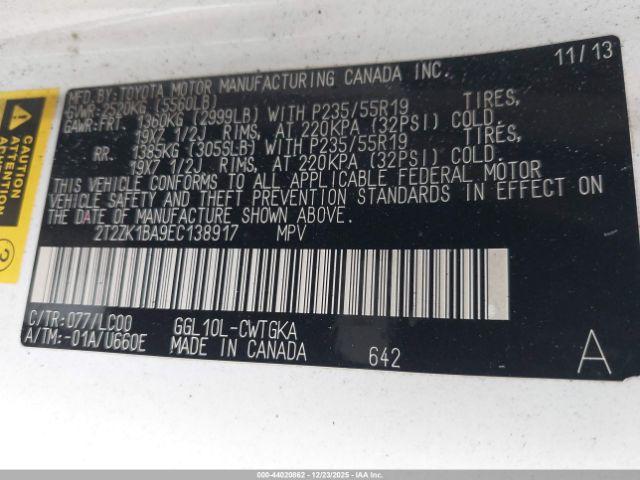 MFD.BY:TOYOTA MOTOR MANUFACTURING CANADA INC. 11/13
GVWR:2520KG (5560LB)
GAWR:FRT. 1360KG (2999LB) WITH P235/55R19 TIRES,
19X7 1/2J RIMS, AT 220KPA (32PSI) COLD.
RR. 1385KG (3055LB) WITH P235/55R19 TIRES,
19X7 1/2J RIMS, AT 220KPA (32PSI) COLD.
THIS VEHICLE CONFORMS TO ALL APPLICABLE FEDERAL MOTOR
VEHICLE SAFETY AND THEFT PREVENTION STANDARDS IN EFFECT ON
THE DATE OF MANUFACTURE SHOWN ABOVE.
2T2ZK1BA9EC138917 MPV
C/TR:077/LC00 GGL10L-CWTGKA
A/TM:-01A/U660E MADE IN CANADA 642 A
CAUTION
000-44020862 - 12/23/2025 - IAAI.com